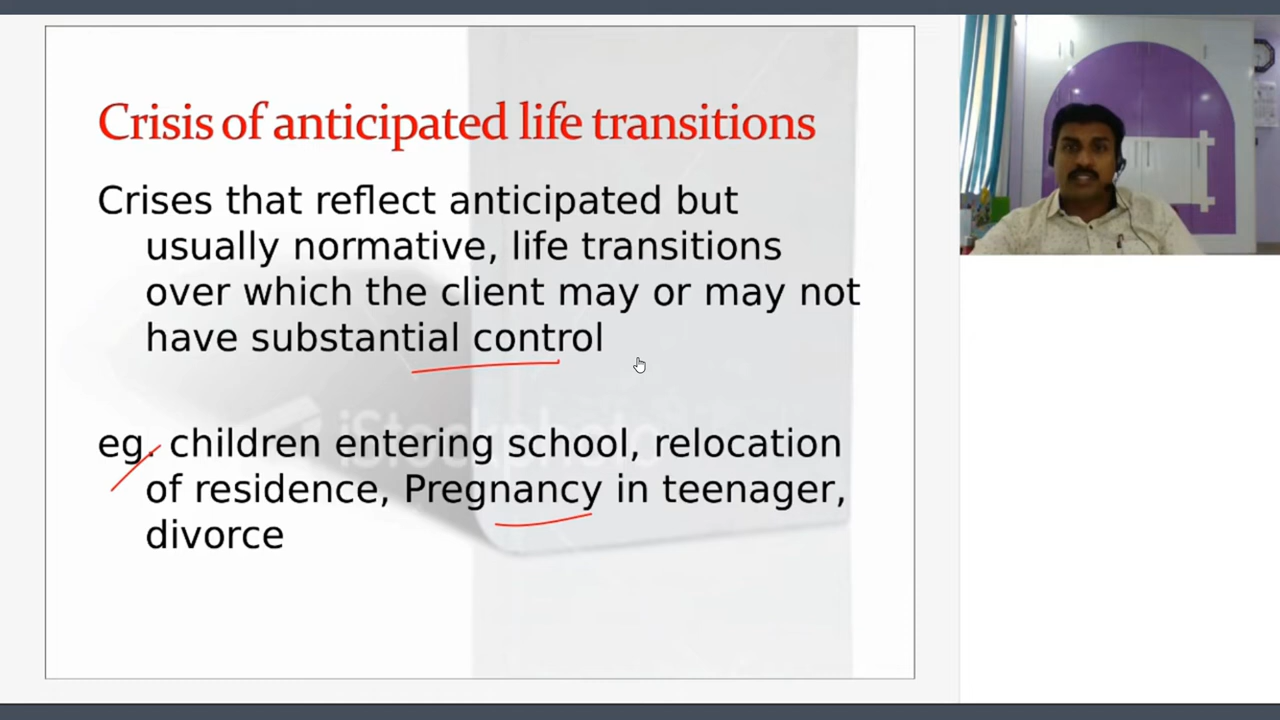 Crisis of anticipated life transitions
Crises that reflect anticipated but
usually normative, life transitions
over which the client may or may not
have substantial control
iStockphoto
eg. children entering school, relocation
of residence, Pregnancy in teenager,
divorce